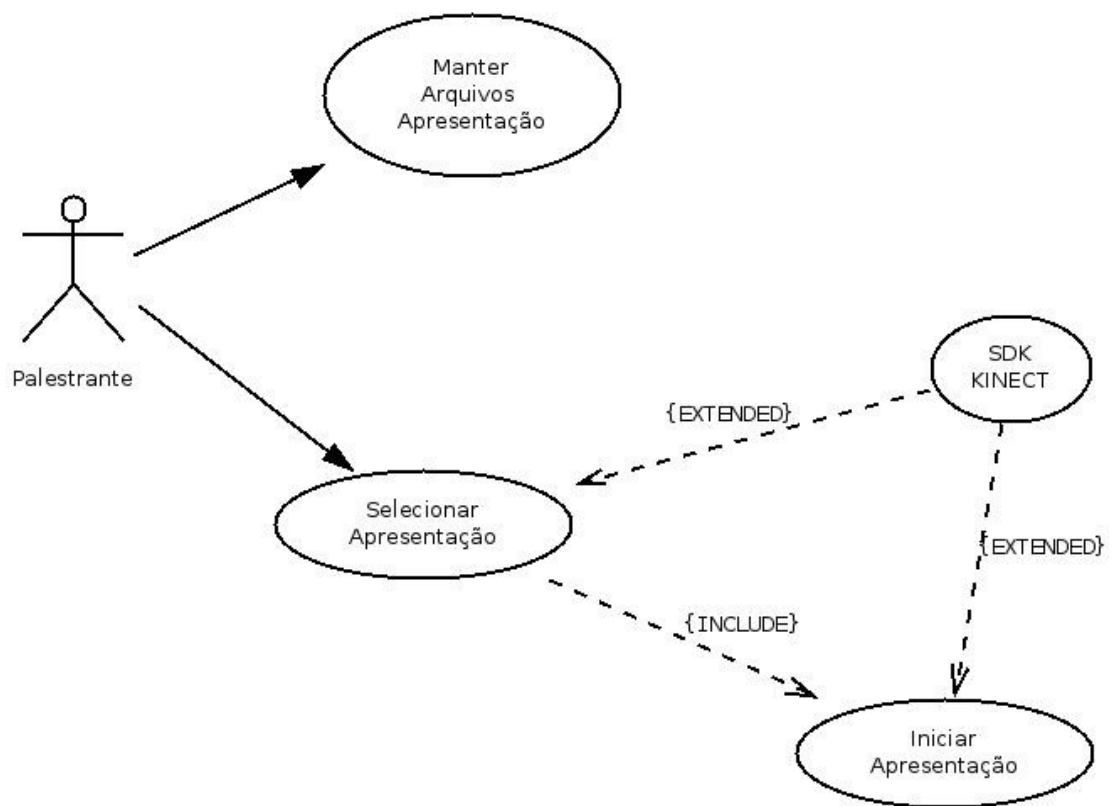 Manter
Arquivos
Apresentação
Palestrante
SDK
KINECT
{EXTENDED}
Selecionar
Apresentação
{EXTENDED}
{INCLUDE}
Iniciar
Apresentação